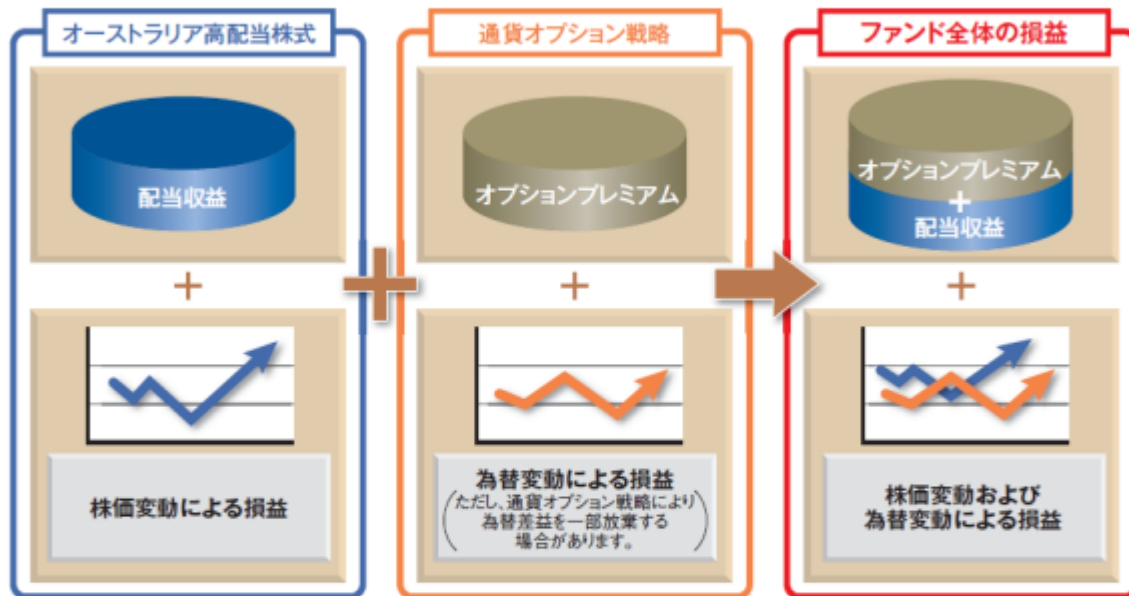 オーストラリア高配当株式
配当収益
+
株価変動による損益
+
通貨オプション戦略
オプションプレミアム
+
為替変動による損益
(ただし、通貨オプション戦略により
為替差益を一部放棄する
場合があります。)
ファンド全体の損益
オプションプレミアム
+
配当収益
+
株価変動および
為替変動による損益